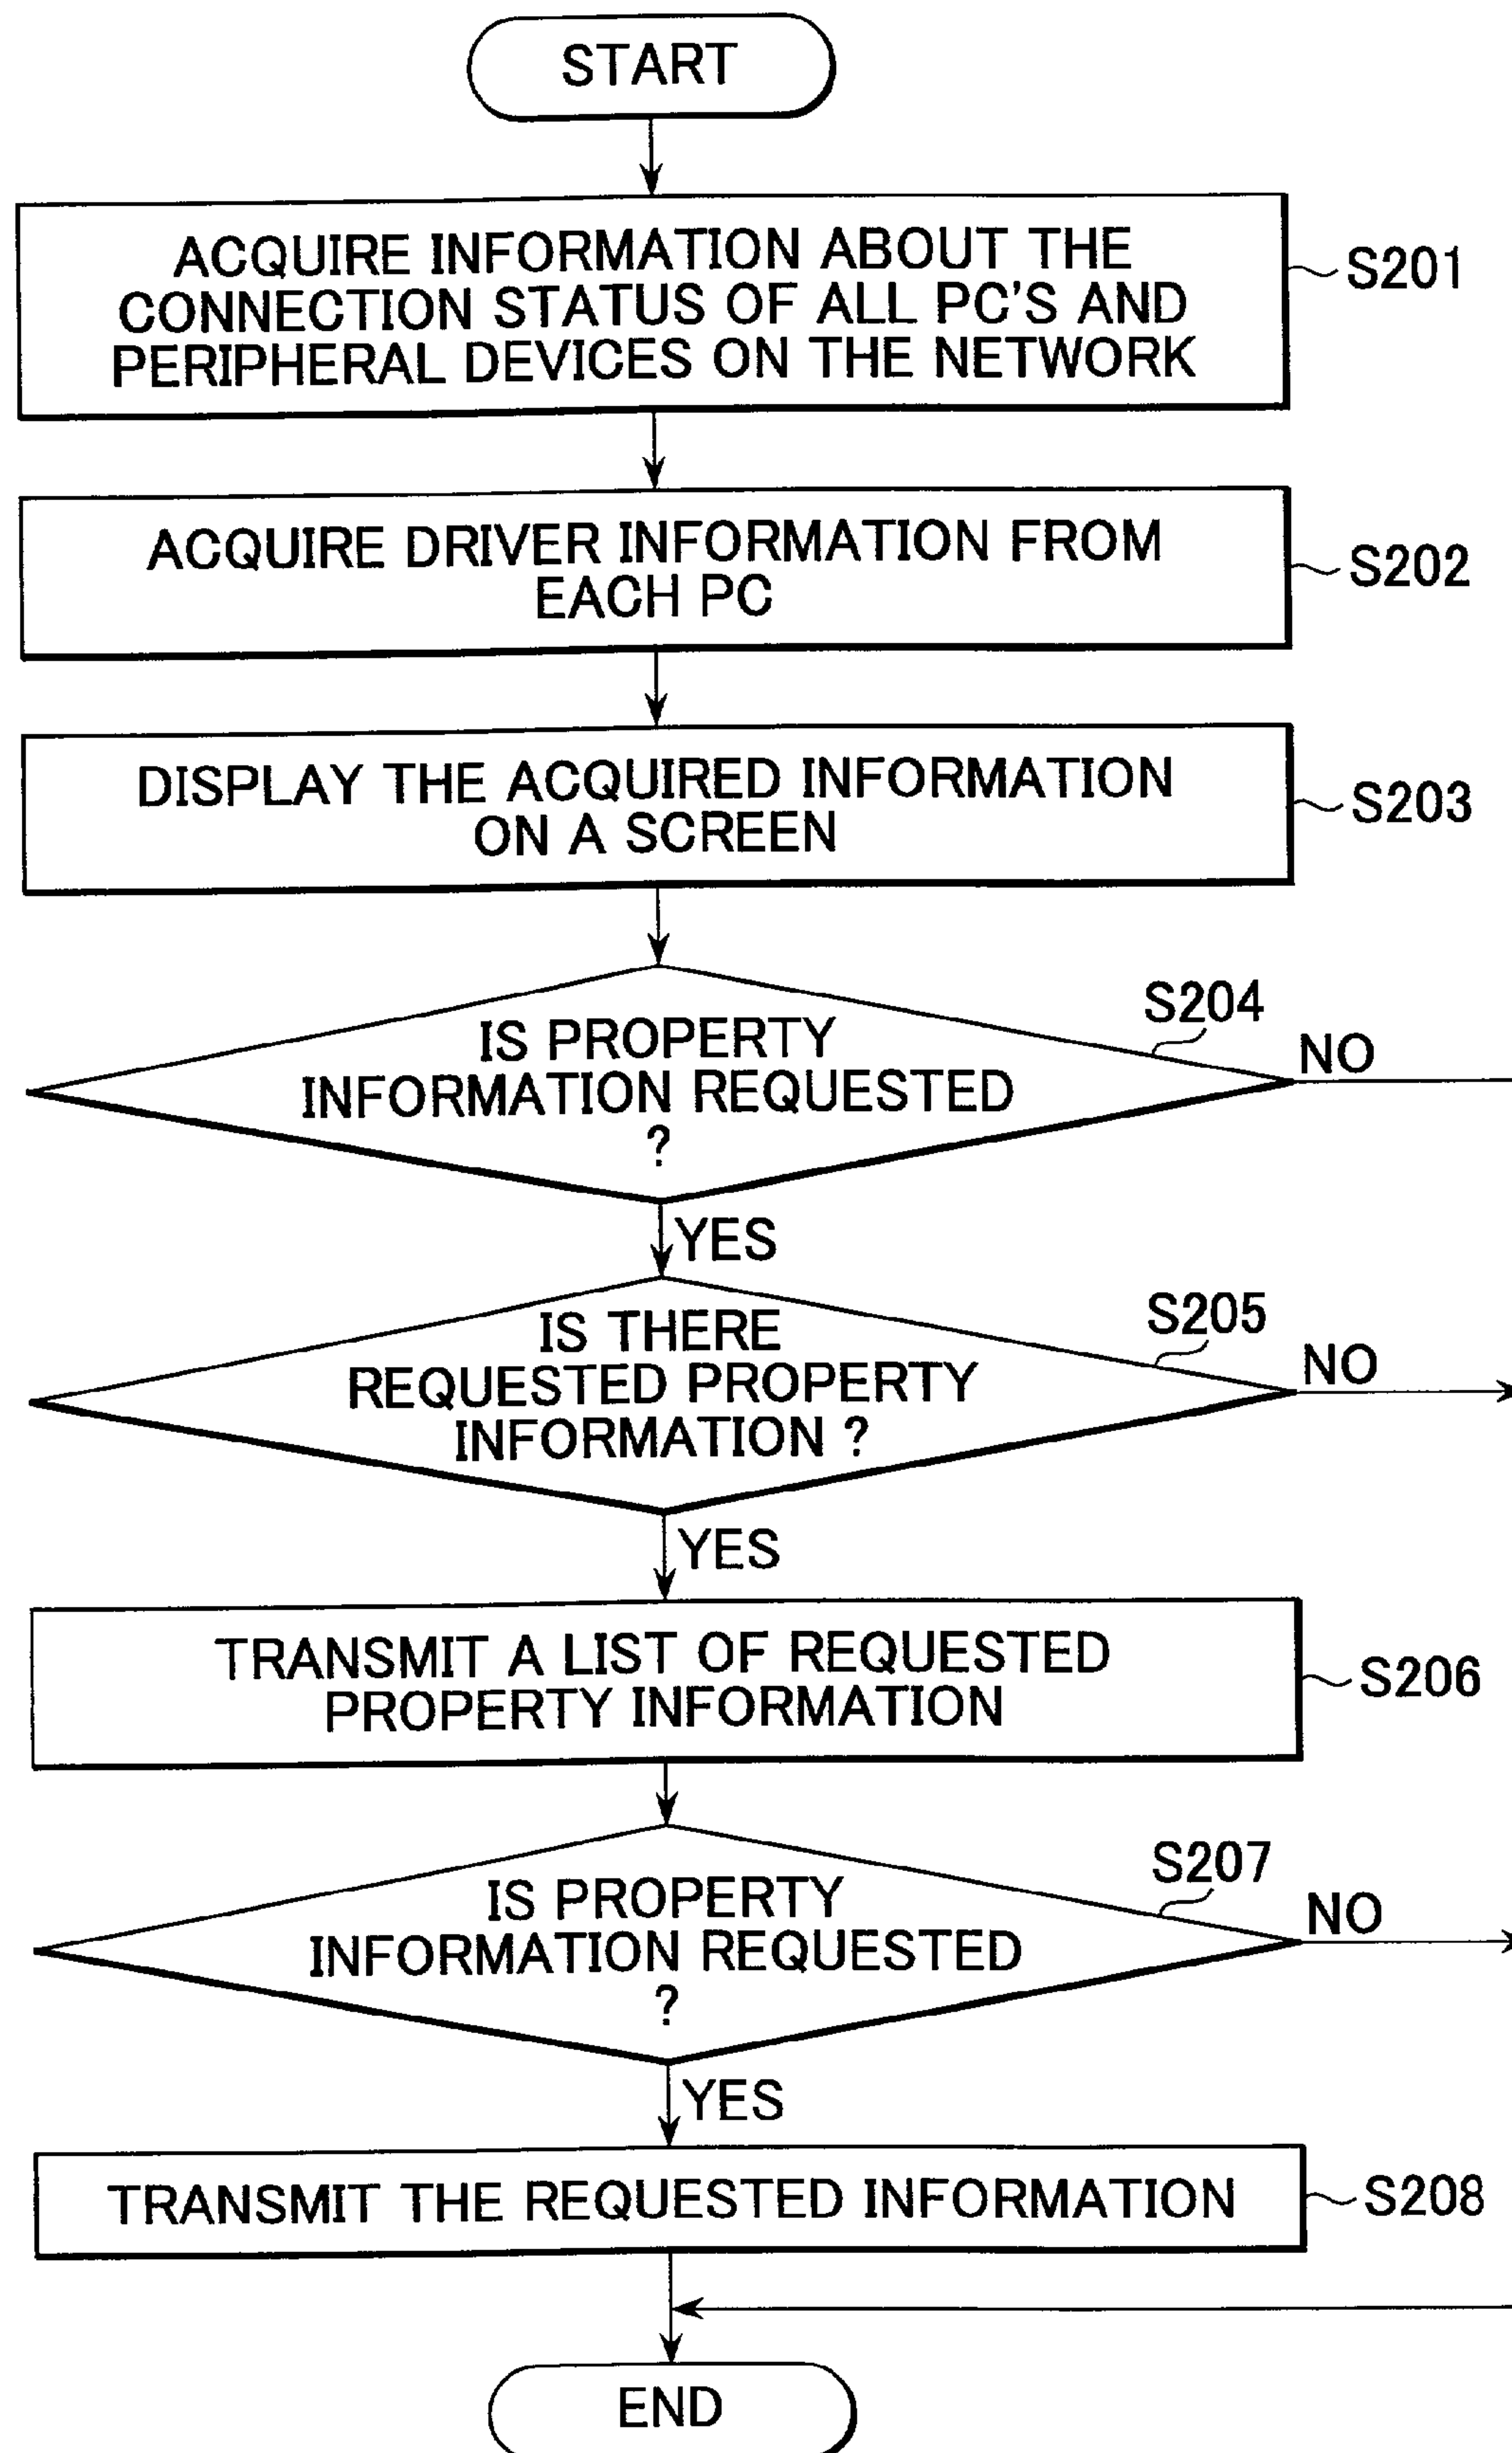 START
ACQUIRE INFORMATION ABOUT THE
CONNECTION STATUS OF ALL PC'S AND
PERIPHERAL DEVICES ON THE NETWORK
S201
ACQUIRE DRIVER INFORMATION FROM
EACH PC
S202
DISPLAY THE ACQUIRED INFORMATION
ON A SCREEN
S203
IS PROPERTY
INFORMATION REQUESTED
?
S204
NO
YES
IS THERE
REQUESTED PROPERTY
INFORMATION ?
S205
NO
YES
TRANSMIT A LIST OF REQUESTED
PROPERTY INFORMATION
S206
IS PROPERTY
INFORMATION REQUESTED
?
S207
NO
YES
TRANSMIT THE REQUESTED INFORMATION
S208
END